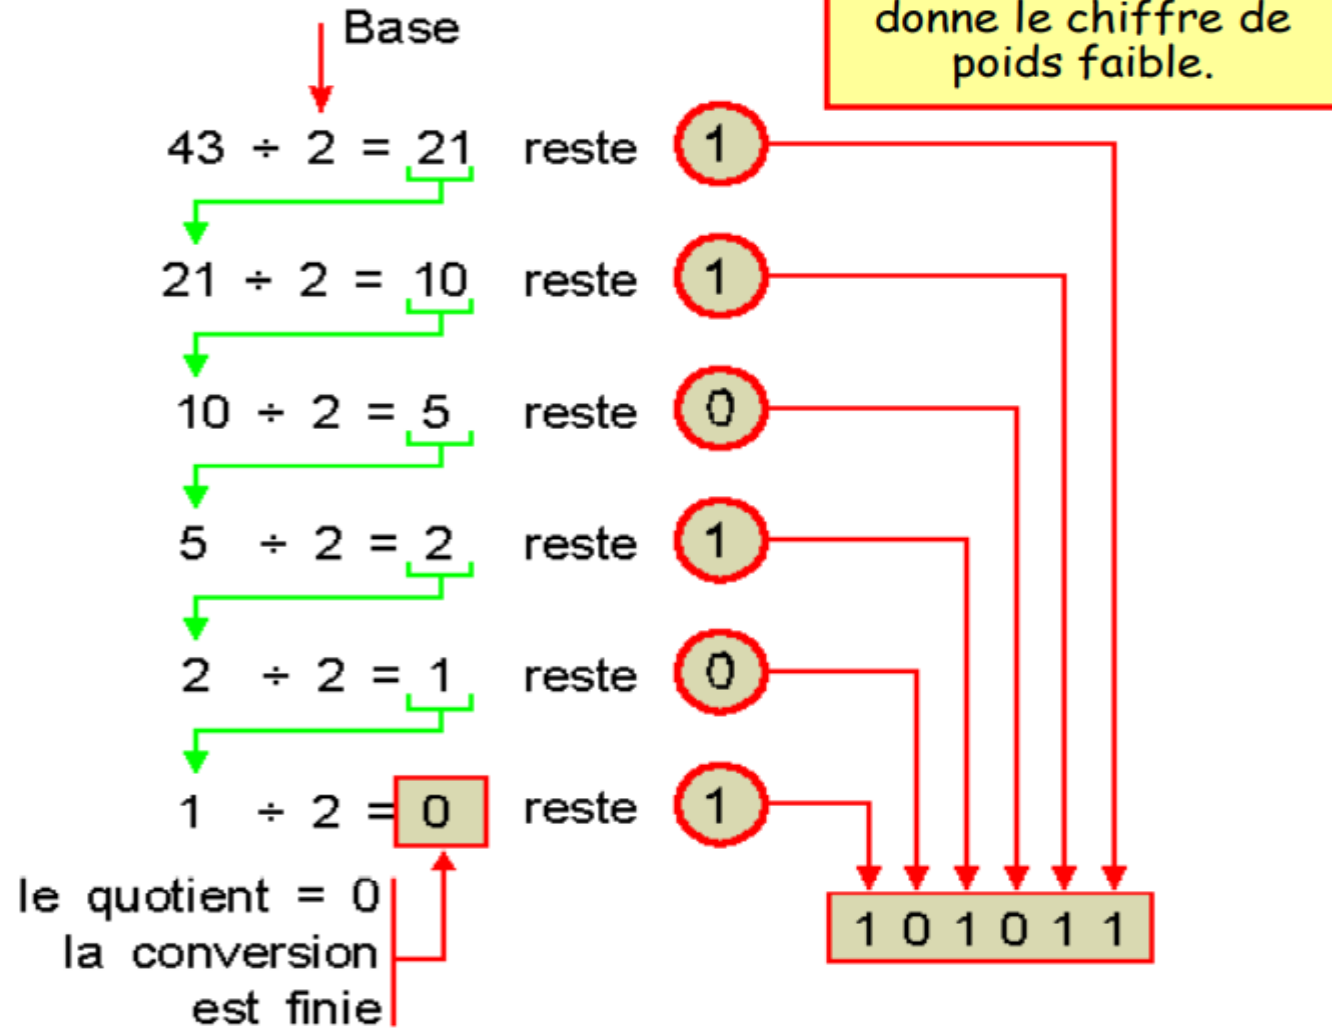 Base
donne le chiffre de
poids faible.
43 ÷ 2 = 21 reste 1
21 ÷ 2 = 10 reste 1
10 ÷ 2 = 5 reste 0
5 ÷ 2 = 2 reste 1
2 ÷ 2 = 1 reste 0
1 ÷ 2 = 0 reste 1
le quotient = 0
la conversion
est finie
1 0 1 0 1 1